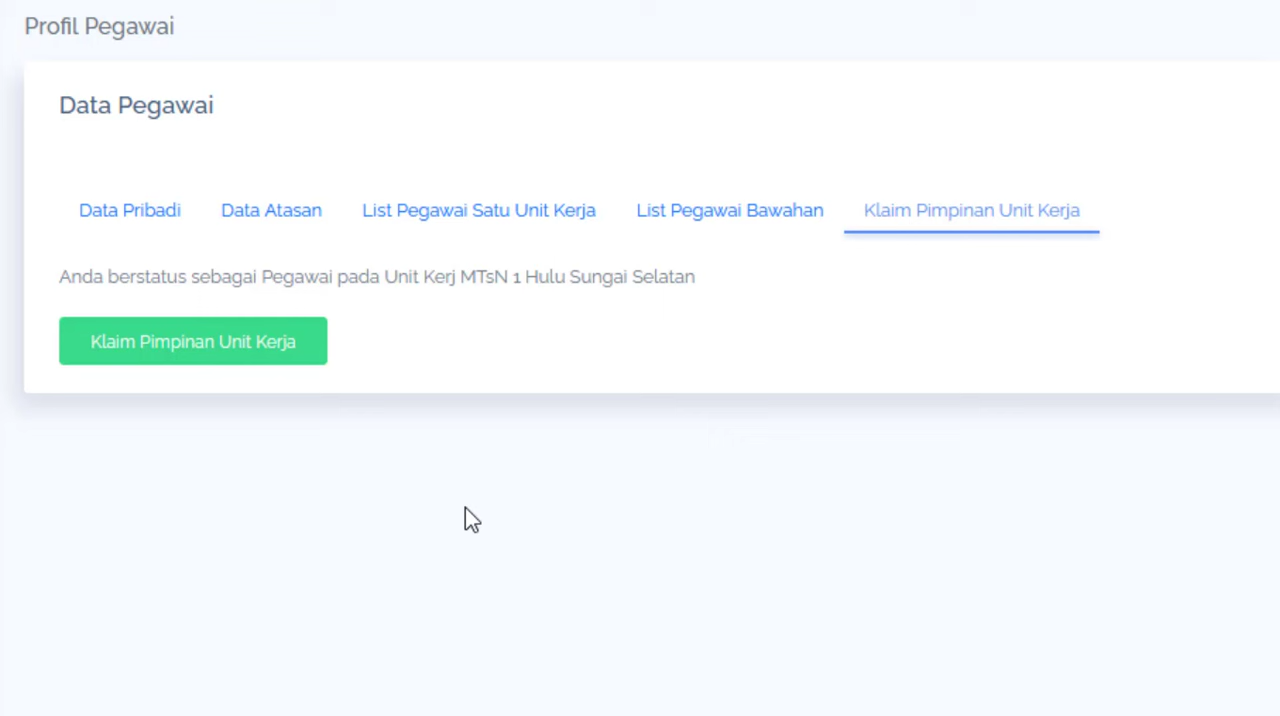 Profil Pegawai
Data Pegawai
Data Pribadi Data Atasan List Pegawai Satu Unit Kerja List Pegawai Bawahan Klaim Pimpinan Unit Kerja
Anda berstatus sebagai Pegawai pada Unit Kerj MTsN 1 Hulu Sungai Selatan
Klaim Pimpinan Unit Kerja